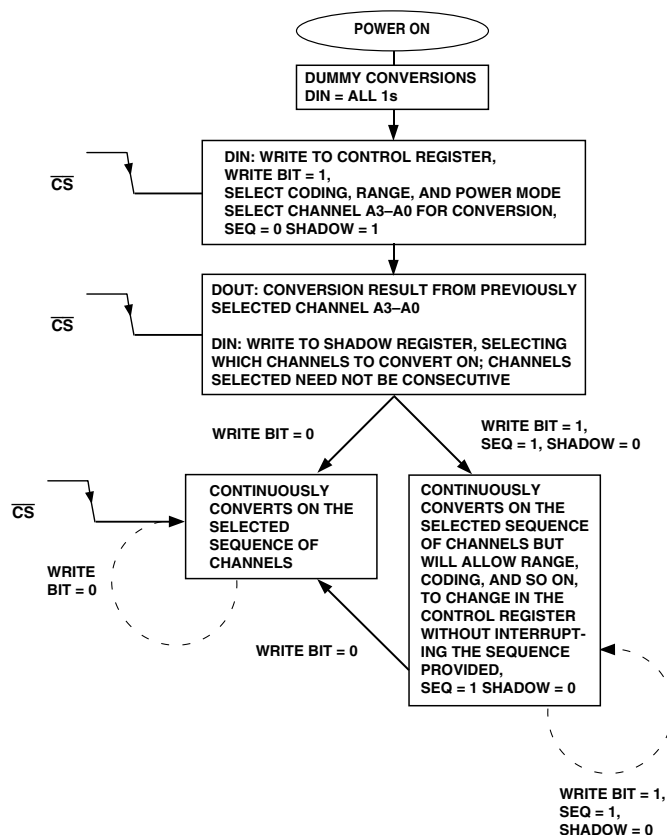 POWER ON
DUMMY CONVERSIONS
DIN = ALL 1s
CS
DIN: WRITE TO CONTROL REGISTER,
WRITE BIT = 1,
SELECT CODING, RANGE, AND POWER MODE
SELECT CHANNEL A3–A0 FOR CONVERSION,
SEQ = 0 SHADOW = 1
CS
DOUT: CONVERSION RESULT FROM PREVIOUSLY
SELECTED CHANNEL A3–A0
DIN: WRITE TO SHADOW REGISTER, SELECTING
WHICH CHANNELS TO CONVERT ON; CHANNELS
SELECTED NEED NOT BE CONSECUTIVE
WRITE BIT = 0
WRITE BIT = 1,
SEQ = 1, SHADOW = 0
CS
CONTINUOUSLY
CONVERTS ON THE
SELECTED
SEQUENCE OF
CHANNELS
CONTINUOUSLY
CONVERTS ON THE
SELECTED SEQUENCE
OF CHANNELS BUT
WILL ALLOW RANGE,
CODING, AND SO ON,
TO CHANGE IN THE
CONTROL REGISTER
WITHOUT INTERRUPT-
ING THE SEQUENCE
PROVIDED,
SEQ = 1 SHADOW = 0
WRITE
BIT = 0
WRITE BIT = 0
WRITE BIT = 1,
SEQ = 1,
SHADOW = 0